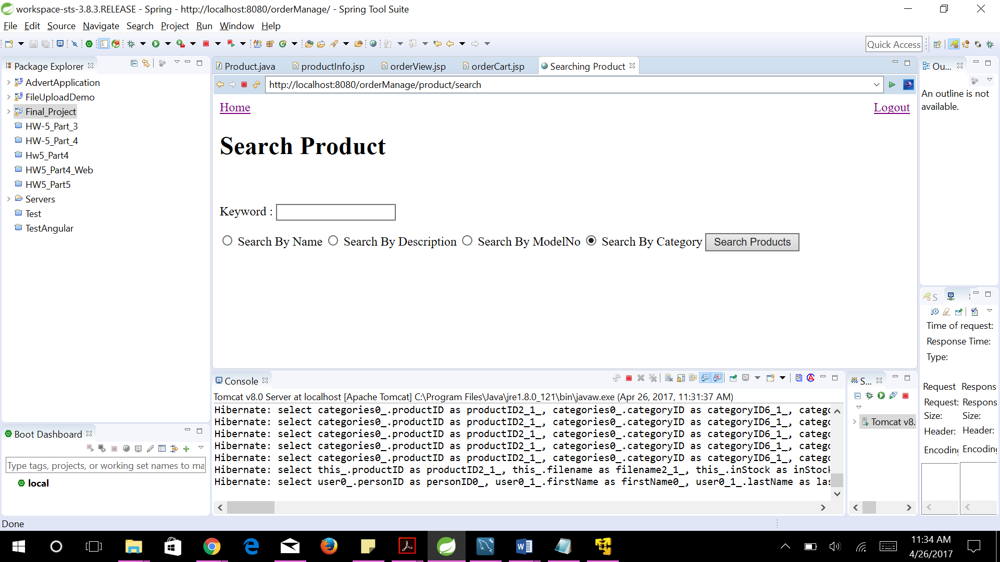 workspace-sts-3.8.3.RELEASE - Spring - http://localhost:8080/orderManage/ - Spring Tool Suite
File Edit Source Navigate Search Project Run Window Help
Quick Access
Package Explorer
AdvertApplication
FileUploadDemo
Final_Project
HW-5_Part_3
HW-5_Part_4
Hw5_Part4
HW5_Part4_Web
HW5_Part5
Servers
Test
TestAngular
Boot Dashboard
Type tags, projects, or working set names to ma
local
Product.java productInfo.jsp orderView.jsp orderCart.jsp Searching Product
http://localhost:8080/orderManage/product/search
Home Logout
Search Product
Keyword :
Search By Name Search By Description Search By ModelNo Search By Category Search Products
Console
Tomcat v8.0 Server at localhost [Apache Tomcat] C:\Program Files\Java\jre1.8.0_121\bin\javaw.exe (Apr 26, 2017, 11:31:37 AM)
Hibernate: select categories0_.productID as productID2_1_, categories0_.categoryID as categoryID6_1_, catego
Hibernate: select categories0_.productID as productID2_1_, categories0_.categoryID as categoryID6_1_, catego
Hibernate: select categories0_.productID as productID2_1_, categories0_.categoryID as categoryID6_1_, catego
Hibernate: select categories0_.productID as productID2_1_, categories0_.categoryID as categoryID6_1_, catego
Hibernate: select categories0_.productID as productID2_1_, categories0_.categoryID as categoryID6_1_, catego
Hibernate: select this_.productID as productID2_1_, this_.filename as filename2_1_, this_.inStock as inStock
Hibernate: select user0_.personID as personID0_, user0_1_.firstName as firstName0_, user0_1_.lastName as las
S...
Tomcat v8.
Ou...
An outline is not
available.
S
Time of request:
Response Time:
Type:
Request Respons
Request: Respons
Size: Size:
Header: Header:
Encoding Encoding
Done
11:34 AM
4/26/2017